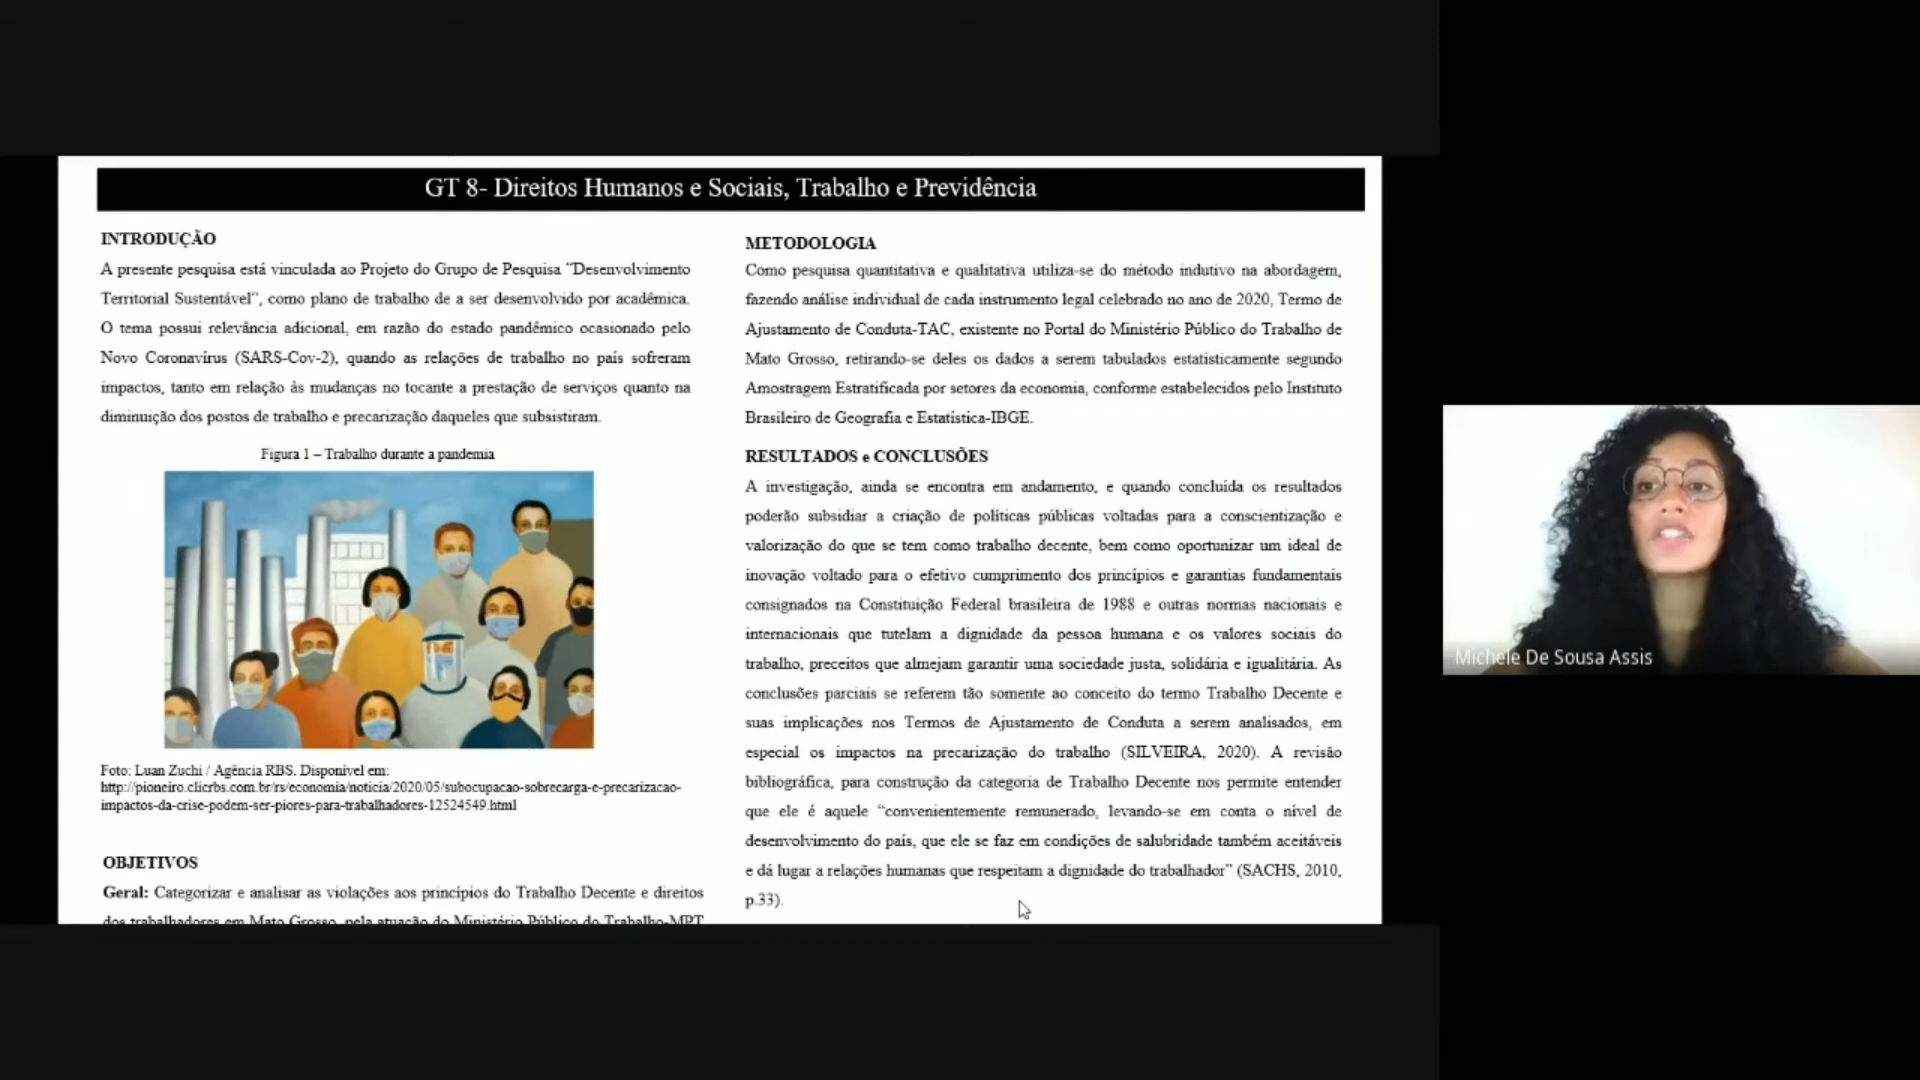 GT 8- Direitos Humanos e Sociais, Trabalho e Previdência
INTRODUÇÃO
A presente pesquisa está vinculada ao Projeto do Grupo de Pesquisa “Desenvolvimento
Territorial Sustentável”, como plano de trabalho de a ser desenvolvido por acadêmica.
O tema possui relevância adicional, em razão do estado pandêmico ocasionado pelo
Novo Coronavírus (SARS-Cov-2), quando as relações de trabalho no país sofreram
impactos, tanto em relação às mudanças no tocante a prestação de serviços quanto na
diminuição dos postos de trabalho e precarização daqueles que subsistiram.
Figura 1 – Trabalho durante a pandemia
Foto: Luan Zuchi / Agência RBS. Disponível em:
http://pioneiro.clicrbs.com.br/rs/economia/noticia/2020/05/subocupacao-sobrecarga-e-precarizacao-
impactos-da-crise-podem-ser-piores-para-trabalhadores-12524549.html
OBJETIVOS
Geral: Categorizar e analisar as violações aos princípios do Trabalho Decente e direitos
dos trabalhadores em Mato Grosso, pela atuação do Ministério Público do Trabalho-MPT
METODOLOGIA
Como pesquisa quantitativa e qualitativa utiliza-se do método indutivo na abordagem,
fazendo análise individual de cada instrumento legal celebrado no ano de 2020, Termo de
Ajustamento de Conduta-TAC, existente no Portal do Ministério Público do Trabalho de
Mato Grosso, retirando-se deles os dados a serem tabulados estatisticamente segundo
Amostragem Estratificada por setores da economia, conforme estabelecidos pelo Instituto
Brasileiro de Geografia e Estatística-IBGE.
RESULTADOS e CONCLUSÕES
A investigação, ainda se encontra em andamento, e quando concluída os resultados
poderão subsidiar a criação de políticas públicas voltadas para a conscientização e
valorização do que se tem como trabalho decente, bem como oportunizar um ideal de
inovação voltado para o efetivo cumprimento dos princípios e garantias fundamentais
consignados na Constituição Federal brasileira de 1988 e outras normas nacionais e
internacionais que tutelam a dignidade da pessoa humana e os valores sociais do
trabalho, preceitos que almejam garantir uma sociedade justa, solidária e igualitária. As
conclusões parciais se referem tão somente ao conceito do termo Trabalho Decente e
suas implicações nos Termos de Ajustamento de Conduta a serem analisados, em
especial os impactos na precarização do trabalho (SILVEIRA, 2020). A revisão
bibliográfica, para construção da categoria de Trabalho Decente nos permite entender
que ele é aquele “convenientemente remunerado, levando-se em conta o nível de
desenvolvimento do país, que ele se faz em condições de salubridade também aceitáveis
e dá lugar a relações humanas que respeitam a dignidade do trabalhador” (SACHS, 2010,
p.33).
Michele De Sousa Assis